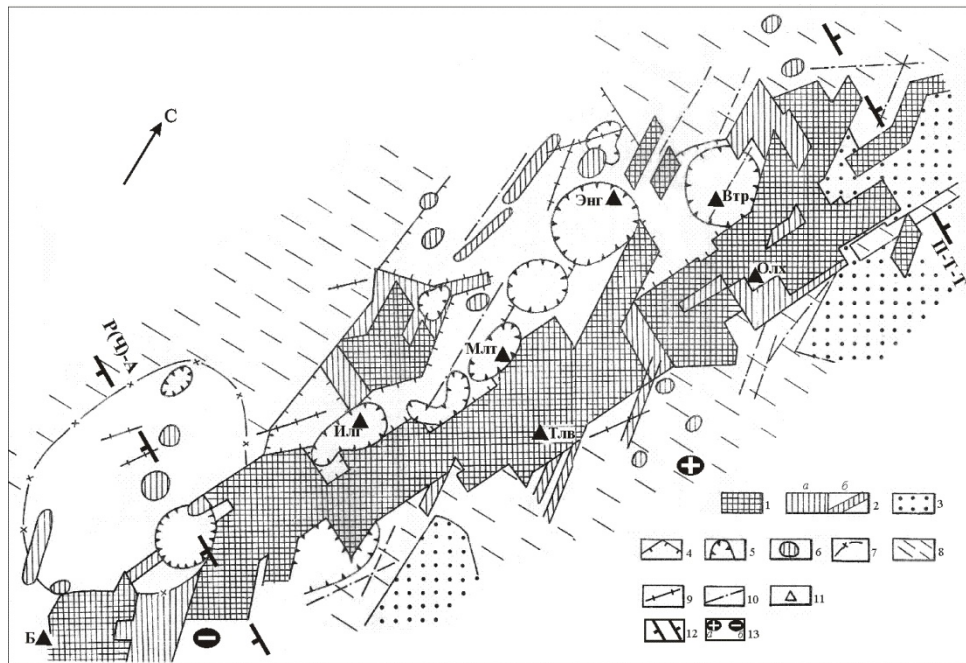 С
Энг
Втр
Олх
П-Т-Т
Р(Ч)-А
Млт
Илг
Тлв
Б
а б
1 2 3
4 5 6 7 8
9 10 11
12 13
а б